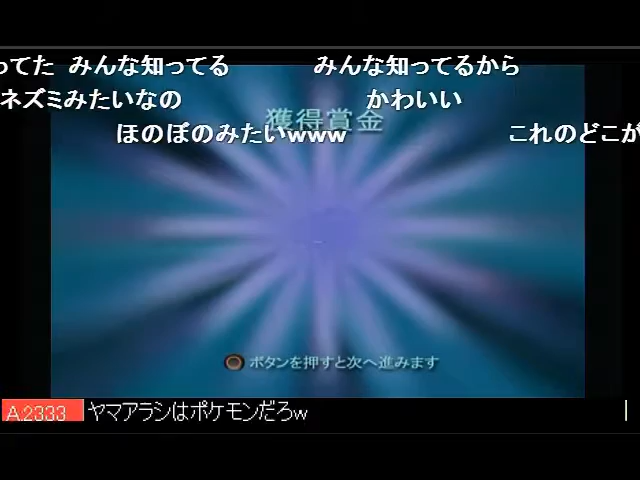 ってた みんな知ってる みんな知ってるから
ネズミみたいなの かわいい
獲得賞金
ほのぼのみたいwww これのどこが
ボタンを押すと次へ進みます
A.2333 ヤマアラシはポケモンだろw